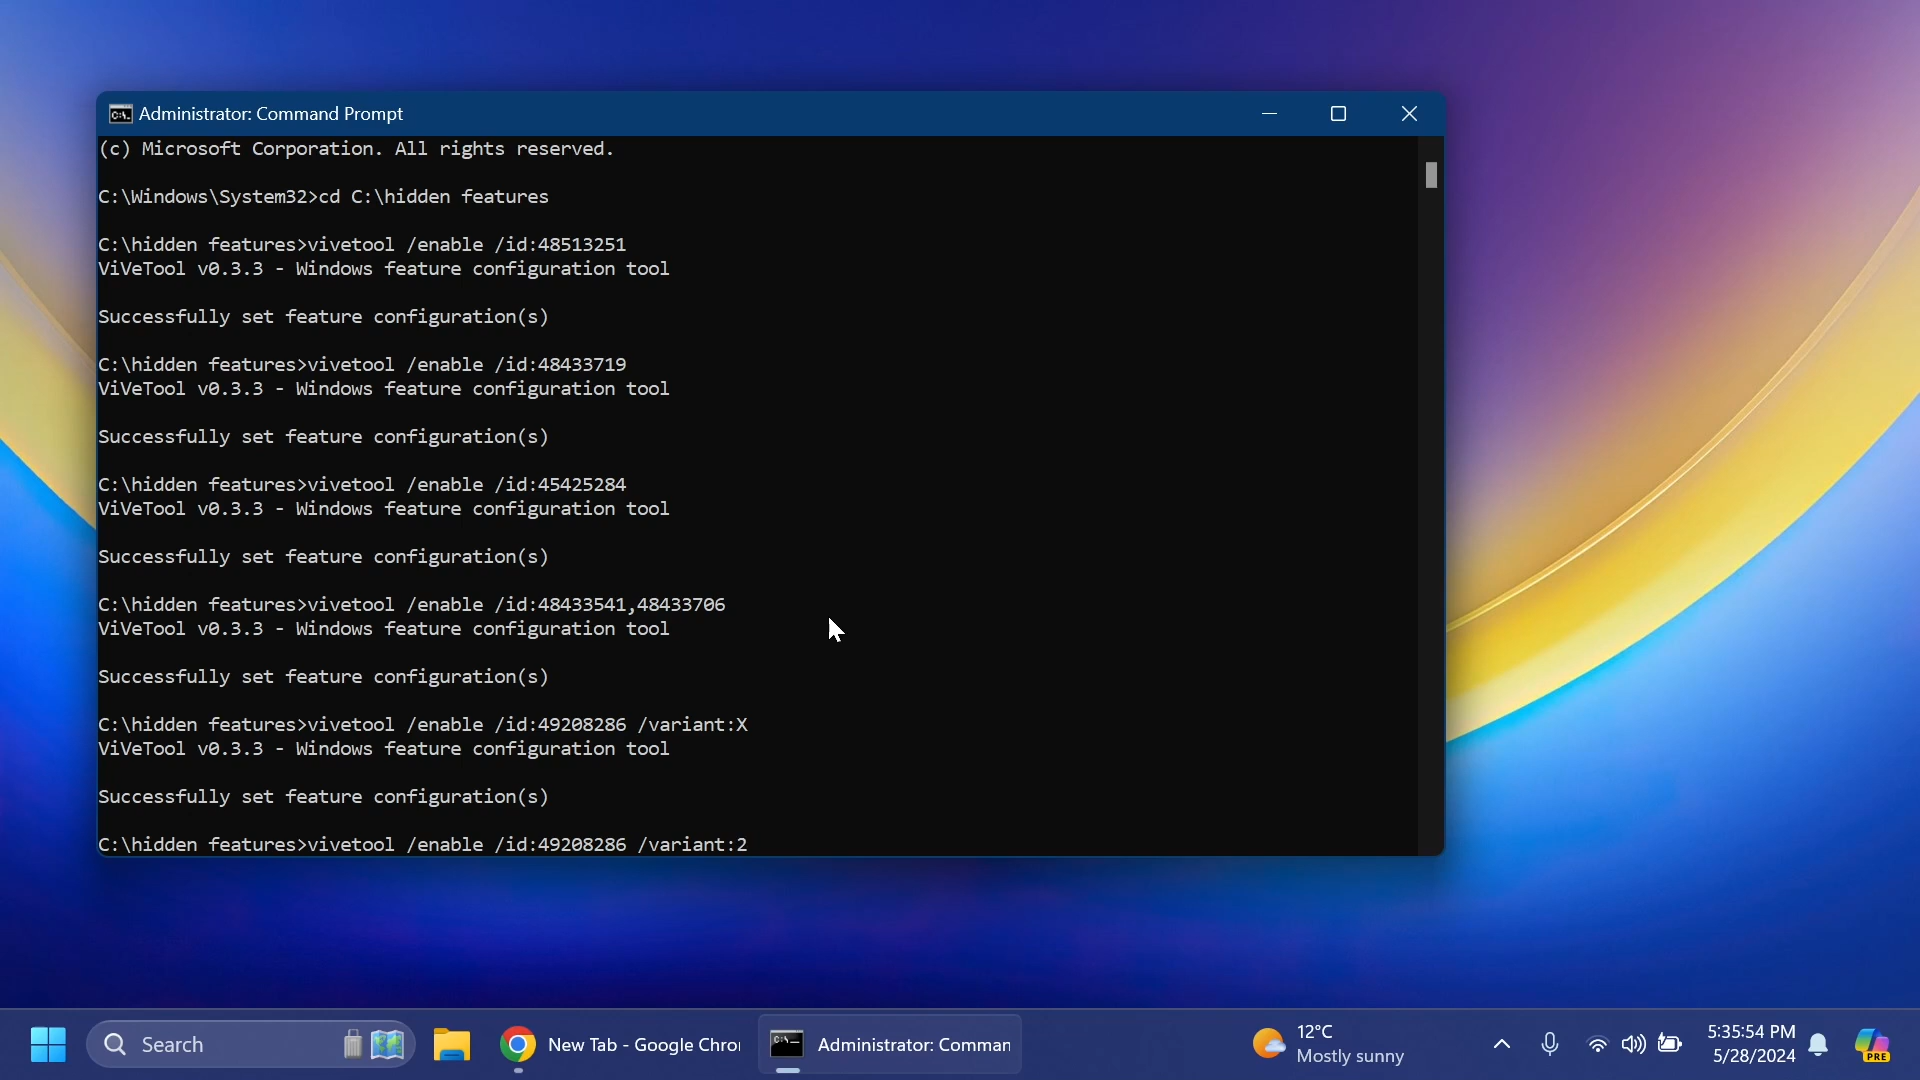 Administrator: Command Prompt
(c) Microsoft Corporation. All rights reserved.
C:\Windows\System32>cd C:\hidden features
C:\hidden features>vivetool /enable /id:48513251
ViVeTool v0.3.3 - Windows feature configuration tool
Successfully set feature configuration(s)
C:\hidden features>vivetool /enable /id:48433719
ViVeTool v0.3.3 - Windows feature configuration tool
Successfully set feature configuration(s)
C:\hidden features>vivetool /enable /id:45425284
ViVeTool v0.3.3 - Windows feature configuration tool
Successfully set feature configuration(s)
C:\hidden features>vivetool /enable /id:48433541,48433706
ViVeTool v0.3.3 - Windows feature configuration tool
Successfully set feature configuration(s)
C:\hidden features>vivetool /enable /id:49208286 /variant:X
ViVeTool v0.3.3 - Windows feature configuration tool
Successfully set feature configuration(s)
C:\hidden features>vivetool /enable /id:49208286 /variant:2
Search
New Tab - Google Chro
Administrator: Comman
12°C
Mostly sunny
5:35:54 PM
5/28/2024
PRE